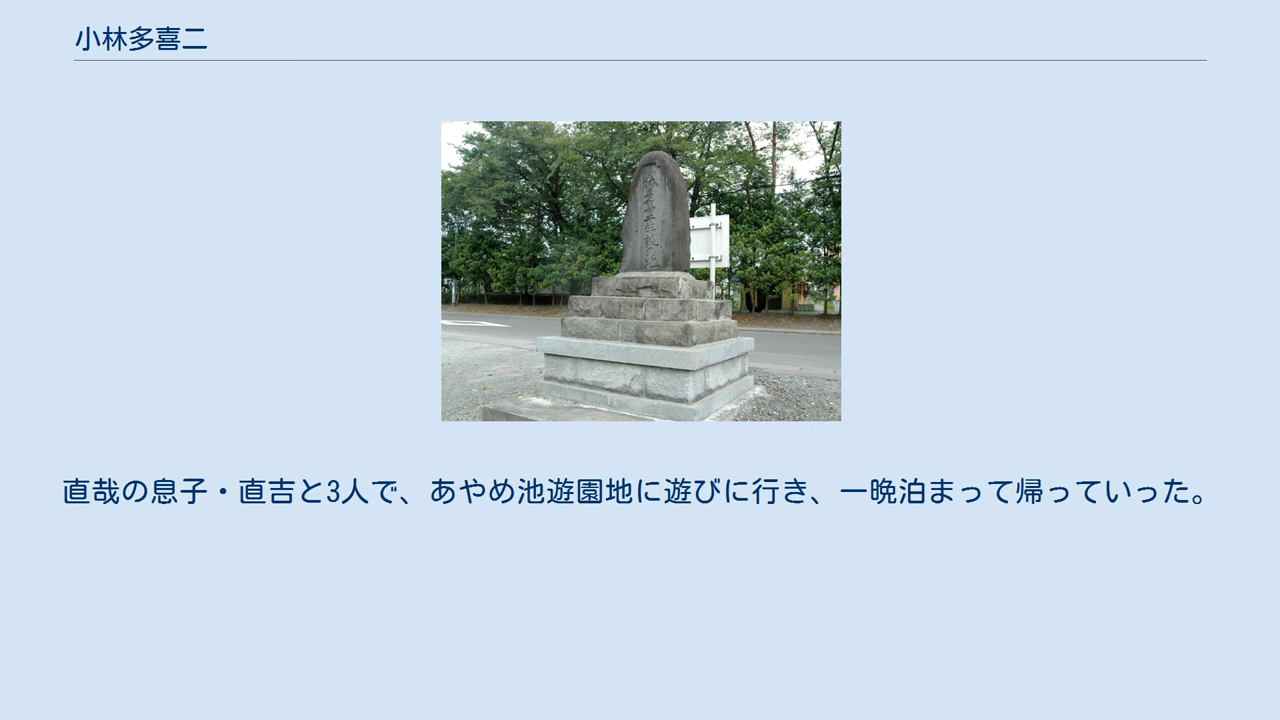 小林多喜二
直哉の息子・直吉と3人で、あやめ池遊園地に遊びに行き、一晩泊まって帰っていった。